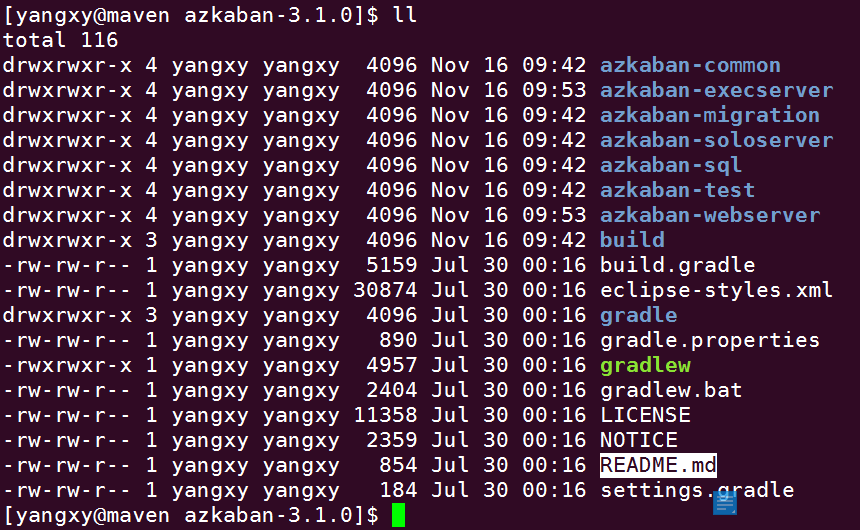 [yangxy@maven azkaban-3.1.0]$ ll
total 116
drwxrwxr-x 4 yangxy yangxy  4096 Nov 16 09:42 azkaban-common
drwxrwxr-x 4 yangxy yangxy  4096 Nov 16 09:53 azkaban-execserver
drwxrwxr-x 4 yangxy yangxy  4096 Nov 16 09:42 azkaban-migration
drwxrwxr-x 4 yangxy yangxy  4096 Nov 16 09:42 azkaban-soloserver
drwxrwxr-x 4 yangxy yangxy  4096 Nov 16 09:42 azkaban-sql
drwxrwxr-x 4 yangxy yangxy  4096 Nov 16 09:42 azkaban-test
drwxrwxr-x 4 yangxy yangxy  4096 Nov 16 09:53 azkaban-webserver
drwxrwxr-x 3 yangxy yangxy  4096 Nov 16 09:42 build
-rw-rw-r-- 1 yangxy yangxy  5159 Jul 30 00:16 build.gradle
-rw-rw-r-- 1 yangxy yangxy 30874 Jul 30 00:16 eclipse-styles.xml
drwxrwxr-x 3 yangxy yangxy  4096 Jul 30 00:16 gradle
-rw-rw-r-- 1 yangxy yangxy   890 Jul 30 00:16 gradle.properties
-rwxrwxr-x 1 yangxy yangxy  4957 Jul 30 00:16 gradlew
-rw-rw-r-- 1 yangxy yangxy  2404 Jul 30 00:16 gradlew.bat
-rw-rw-r-- 1 yangxy yangxy 11358 Jul 30 00:16 LICENSE
-rw-rw-r-- 1 yangxy yangxy  2359 Jul 30 00:16 NOTICE
-rw-rw-r-- 1 yangxy yangxy   854 Jul 30 00:16 README.md
-rw-rw-r-- 1 yangxy yangxy   184 Jul 30 00:16 settings.gradle
[yangxy@maven azkaban-3.1.0]$